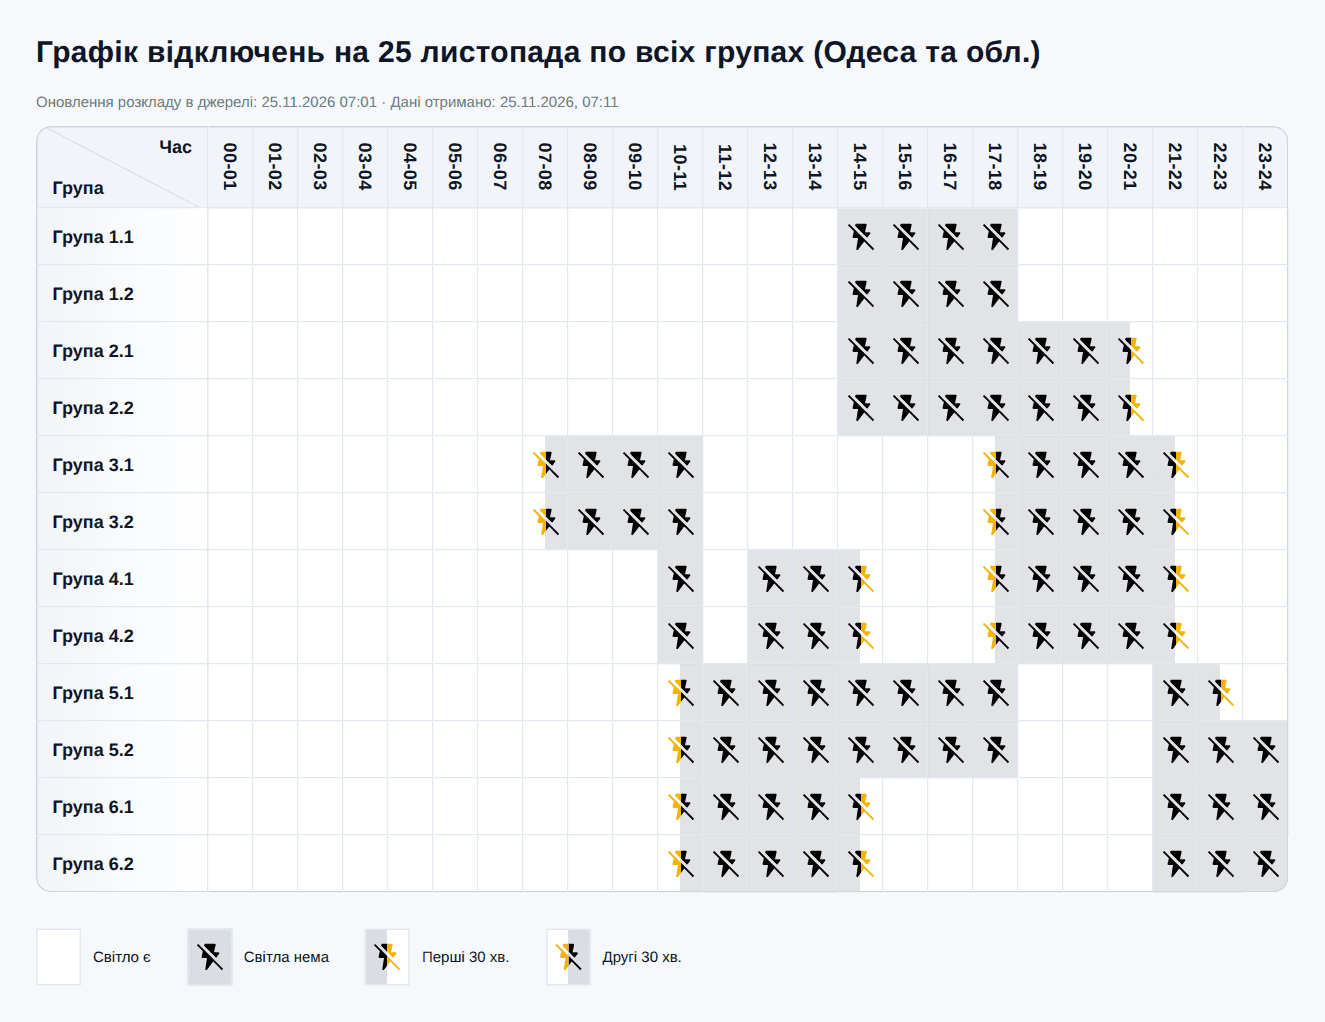 Графік відключень на 25 листопада по всіх групах (Одеса та обл.)
Оновлення розкладу в джерелі: 25.11.2026 07:01 · Дані отримано: 25.11.2026, 07:11
Час
Група
00-01
01-02
02-03
03-04
04-05
05-06
06-07
07-08
08-09
09-10
10-11
11-12
12-13
13-14
14-15
15-16
16-17
17-18
18-19
19-20
20-21
21-22
22-23
23-24
Група 1.1
Група 1.2
Група 2.1
Група 2.2
Група 3.1
Група 3.2
Група 4.1
Група 4.2
Група 5.1
Група 5.2
Група 6.1
Група 6.2
Світло є
Світла нема
Перші 30 хв.
Другі 30 хв.